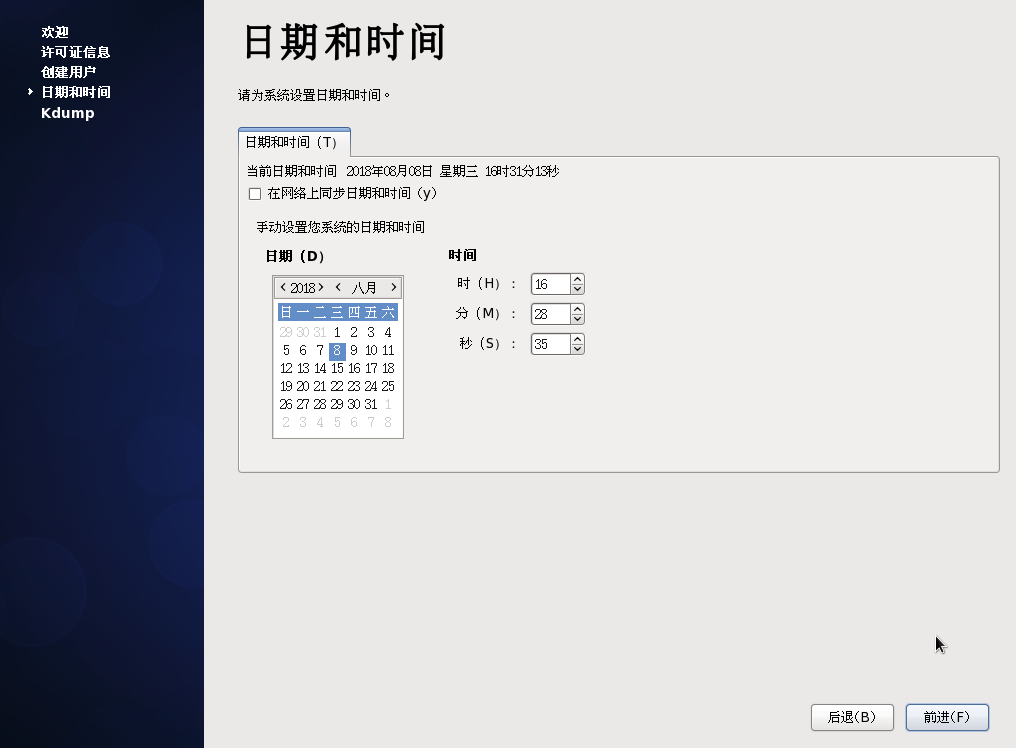 欢迎
许可证信息
创建用户
日期和时间
Kdump
日期和时间
请为系统设置日期和时间。
日期和时间（T）
当前日期和时间 2018年08月08日 星期三 16时31分13秒
在网络上同步日期和时间（y）
手动设置您系统的日期和时间
日期（D）
时间
2018 八月
日 一 二 三 四 五 六
29 30 31 1 2 3 4
5 6 7 8 9 10 11
12 13 14 15 16 17 18
19 20 21 22 23 24 25
26 27 28 29 30 31 1
2 3 4 5 6 7 8
时（H）： 16
分（M）： 28
秒（S）： 35
后退(B)
前进(F)